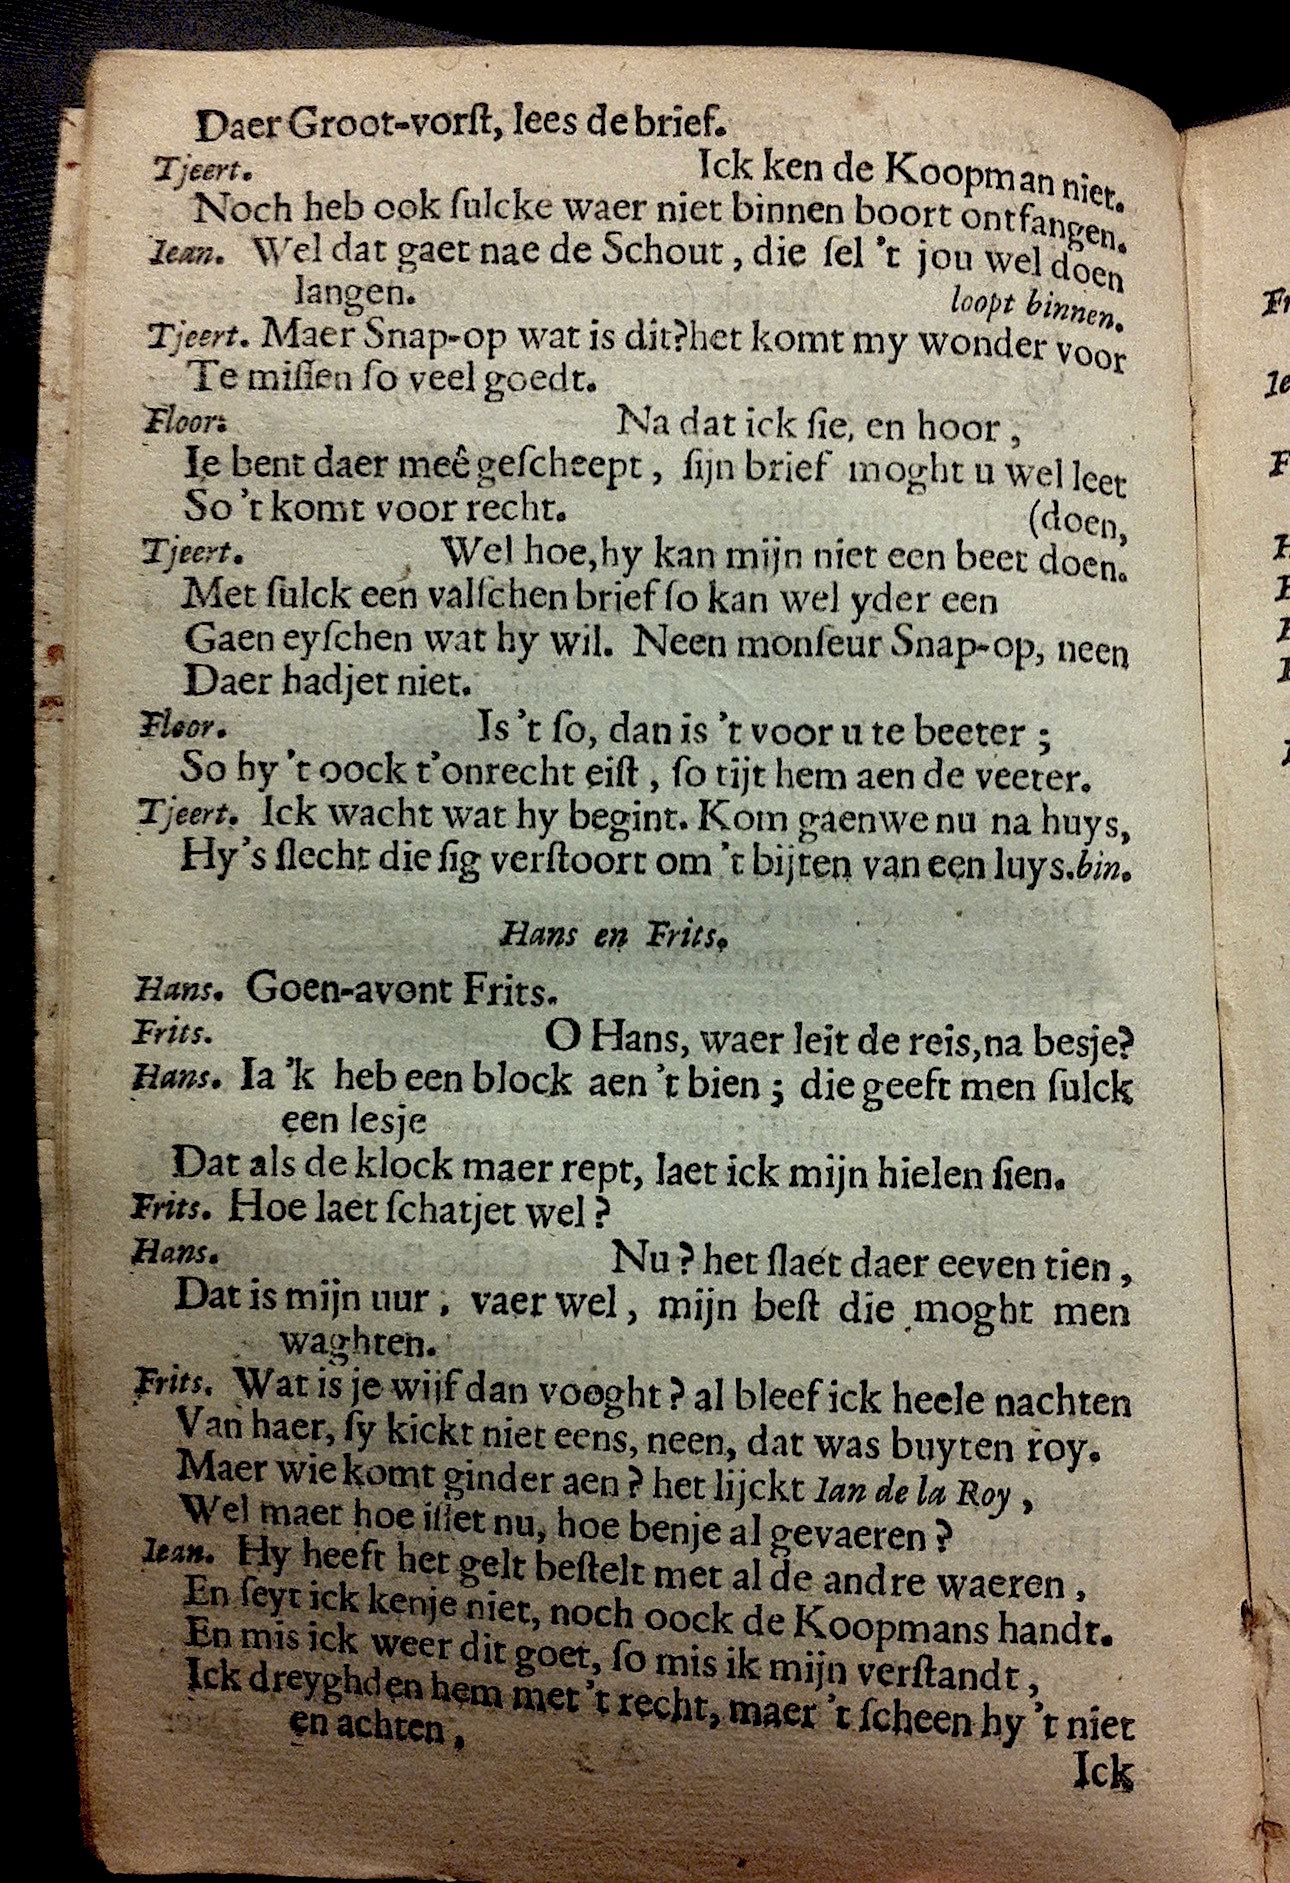 Daer Groot-vorſt, lees de brief.
Tjeert. Ick ken de Koopman niet.
Noch heb ook ſulcke waer niet binnen boort ontfangen.
Iean. Wel dat gaet nae de Schout, die ſel 't jou wel doen
langen. loopt binnen.
Tjeert. Maer Snap-op wat is dit? het komt my wonder voor
Te miſſen ſo veel goedt.
Floor: Na dat ick ſie, en hoor,
Ie bent daer meê geſcheept, ſijn brief moght u wel leet
So 't komt voor recht. (doen,
Tjeert. Wel hoe, hy kan mijn niet een beet doen.
Met ſulck een valſchen brief ſo kan wel yder een
Gaen eyſchen wat hy wil. Neen monſeur Snap-op, neen
Daer hadjet niet.
Floor. Is 't ſo, dan is 't voor u te beeter;
So hy 't oock t'onrecht eiſt, ſo tijt hem aen de veeter.
Tjeert. Ick wacht wat hy begint. Kom gaen we nu na huys,
Hy's ſlecht die ſig verſtoort om 't bijten van een luys. bin.
Hans en Frits.
Hans. Goen-avont Frits.
Frits. O Hans, waer leit de reis, na besje?
Hans. Ia 'k heb een block aen 't bien; die geeft men ſulck
een lesje
Dat als de klock maer rept, laet ick mijn hielen ſien.
Frits. Hoe laet ſchatjet wel?
Hans. Nu? het ſlaet daer eeven tien,
Dat is mijn uur, vaer wel, mijn beſt die moght men
waghten.
Frits. Wat is je wijf dan vooght? al bleef ick heele nachten
Van haer, ſy kickt niet eens, neen, dat was buyten roy.
Maer wie komt ginder aen? het lijckt Ian de la Roy,
Wel maer hoe iſſet nu, hoe benje al gevaeren?
Iean. Hy heeft het gelt beſtelt met al de andre waeren,
En ſeyt ick kenje niet, noch oock de Koopmans handt.
En mis ick weer dit goet, ſo mis ik mijn verſtandt,
Ick dreyghden hem met 't recht, maer 't ſcheen hy 't niet
en achten,
Ick